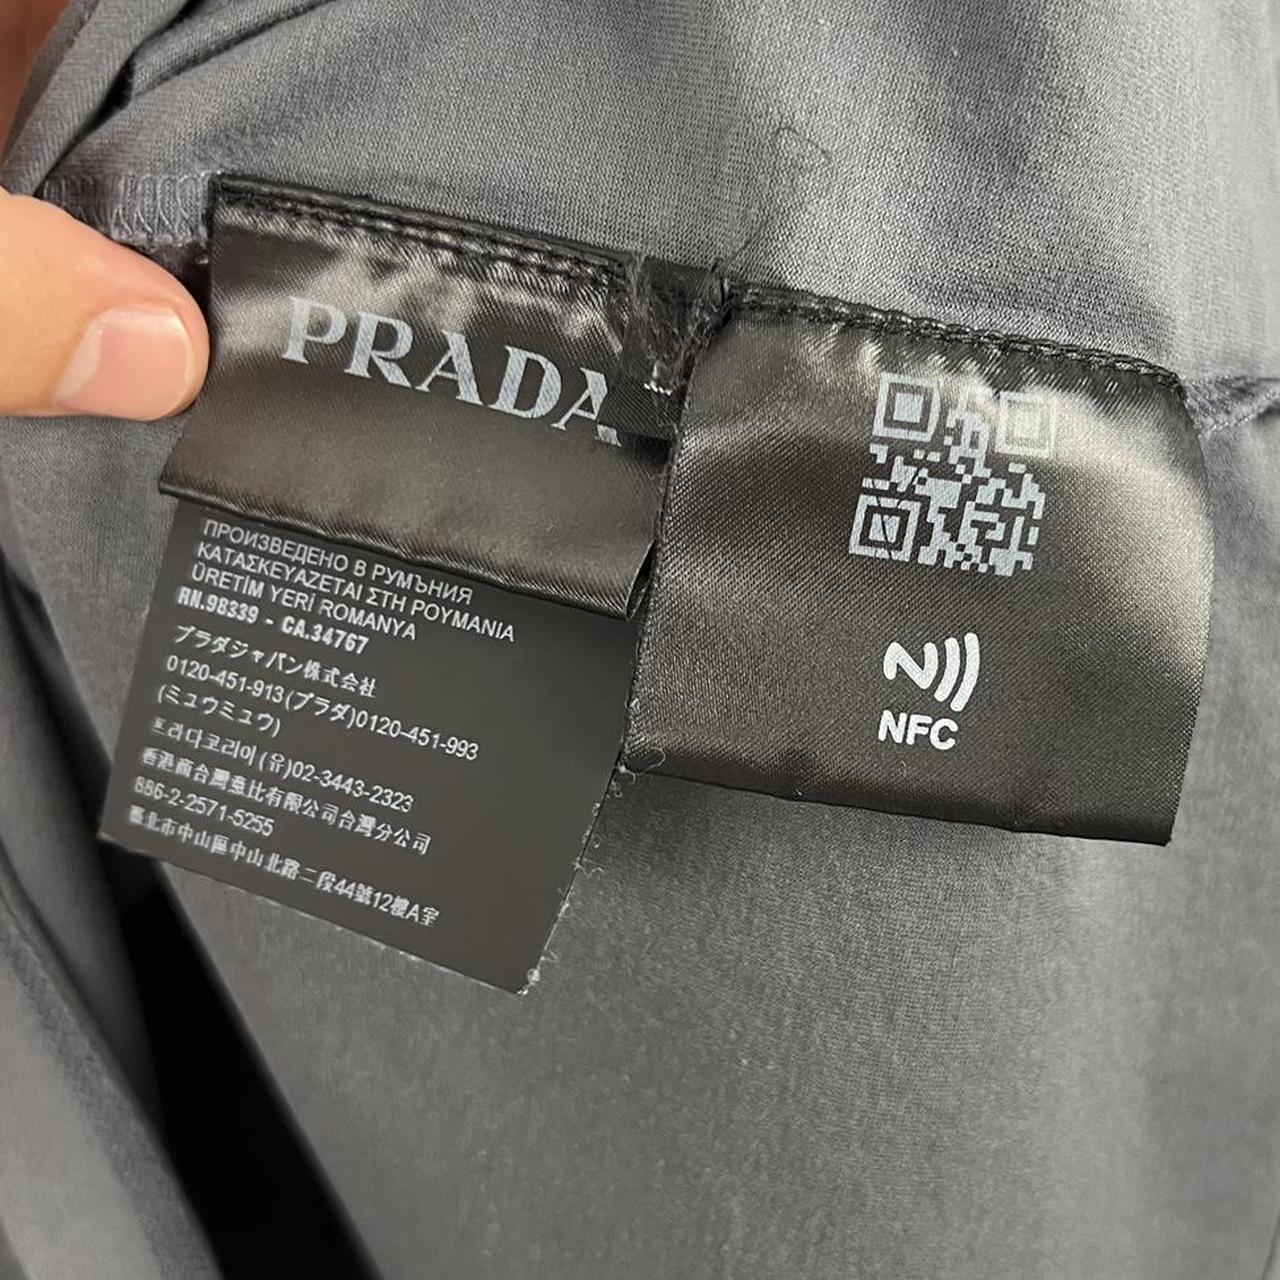 PRADA
ПРОИЗВЕДЕНО В РУМЪНИЯ
ΚΑΤΑΣΚΕΥΑΖΕΤΑΙ ΣΤΗ ΡΟΥΜΑΝΙΑ
ÜRETİM YERİ ROMANYA
RN.98339 - CA.34767
プラダジャパン株式会社
0120-451-913(プラダ)0120-451-993
(ミュウミュウ)
프라다코리아(유)02-3443-2323
香港商台灣薏比有限公司台灣分公司
886-2-2571-5255
臺北市中山區中山北路二段44號12樓A室
NFC